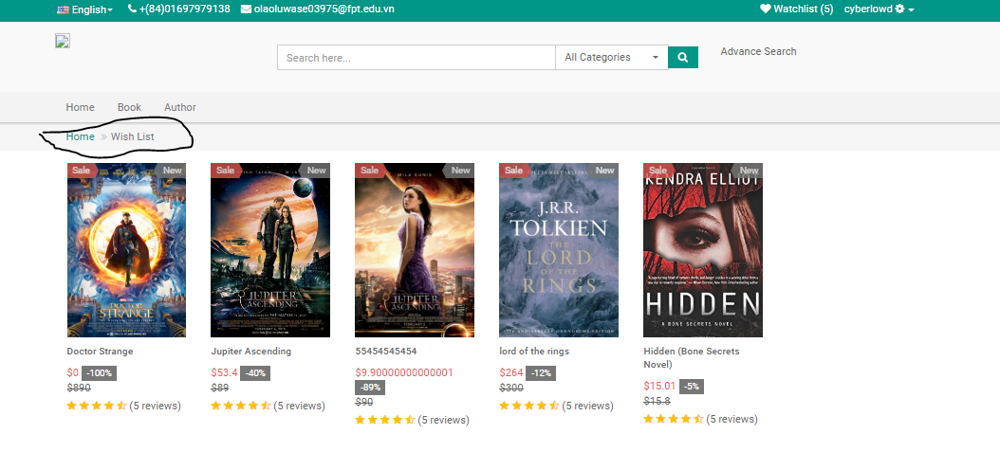 English +(84)01697979138 olaoluwase03975@fpt.edu.vn Watchlist (5) cyberlowd
Search here... All Categories Advance Search
Home Book Author
Home » Wish List
Sale New Sale New Sale New Sale New Sale New
MILA KUNIS
KENDRA ELLIOT
J.R.R.
TOLKIEN
THE
LORD
OF THE
RINGS
DOCTOR
STRANGE
JUPITER
ASCENDING
JUPITER
ASCENDING
HIDDEN
A BONE SECRETS NOVEL
Doctor Strange
$0 -100%
$890
(5 reviews)
Jupiter Ascending
$53.4 -40%
$89
(5 reviews)
55454545454
$9.90000000000001
-89%
$90
(5 reviews)
lord of the rings
$264 -12%
$300
(5 reviews)
Hidden (Bone Secrets
Novel)
$15.01 -5%
$15.8
(5 reviews)